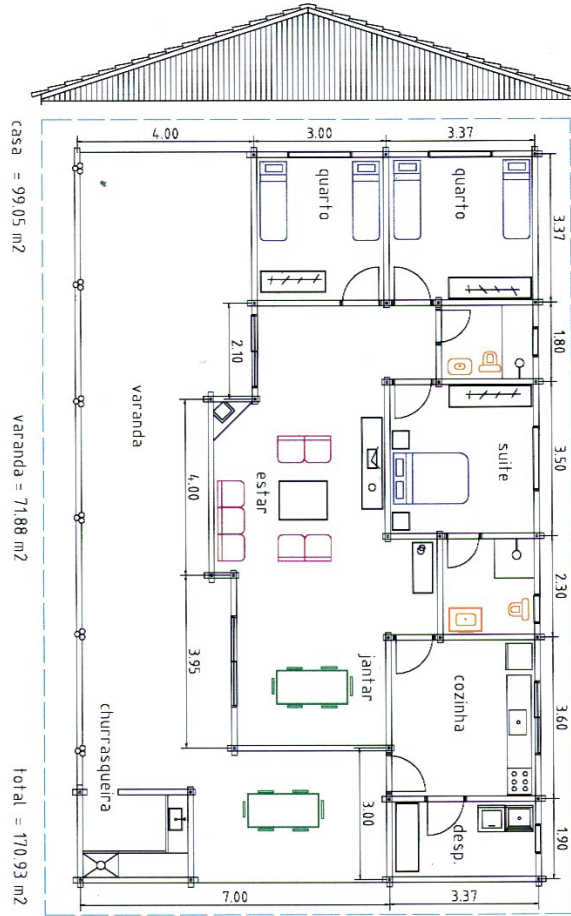 4.00
3.00
3.37
quarto
quarto
3.37
2.10
1.80
varanda
4.00
estar
suite
3.50
2.30
3.95
jantar
cozinha
3.60
churrasqueira
3.00
desp.
1.90
7.00
3.37
casa = 99.05 m2
varanda = 71.88 m2
total = 170.93 m2